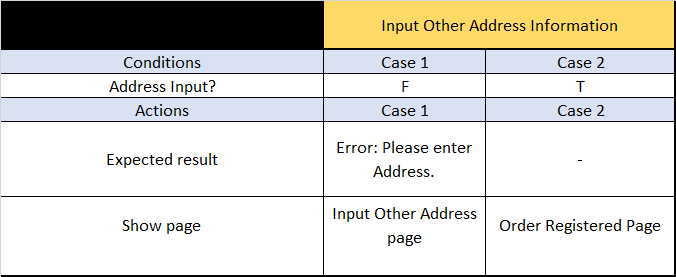 Input Other Address Information
Conditions Case 1 Case 2
Address Input? F T
Actions Case 1 Case 2
Expected result Error: Please enter Address. -
Show page Input Other Address page Order Registered Page